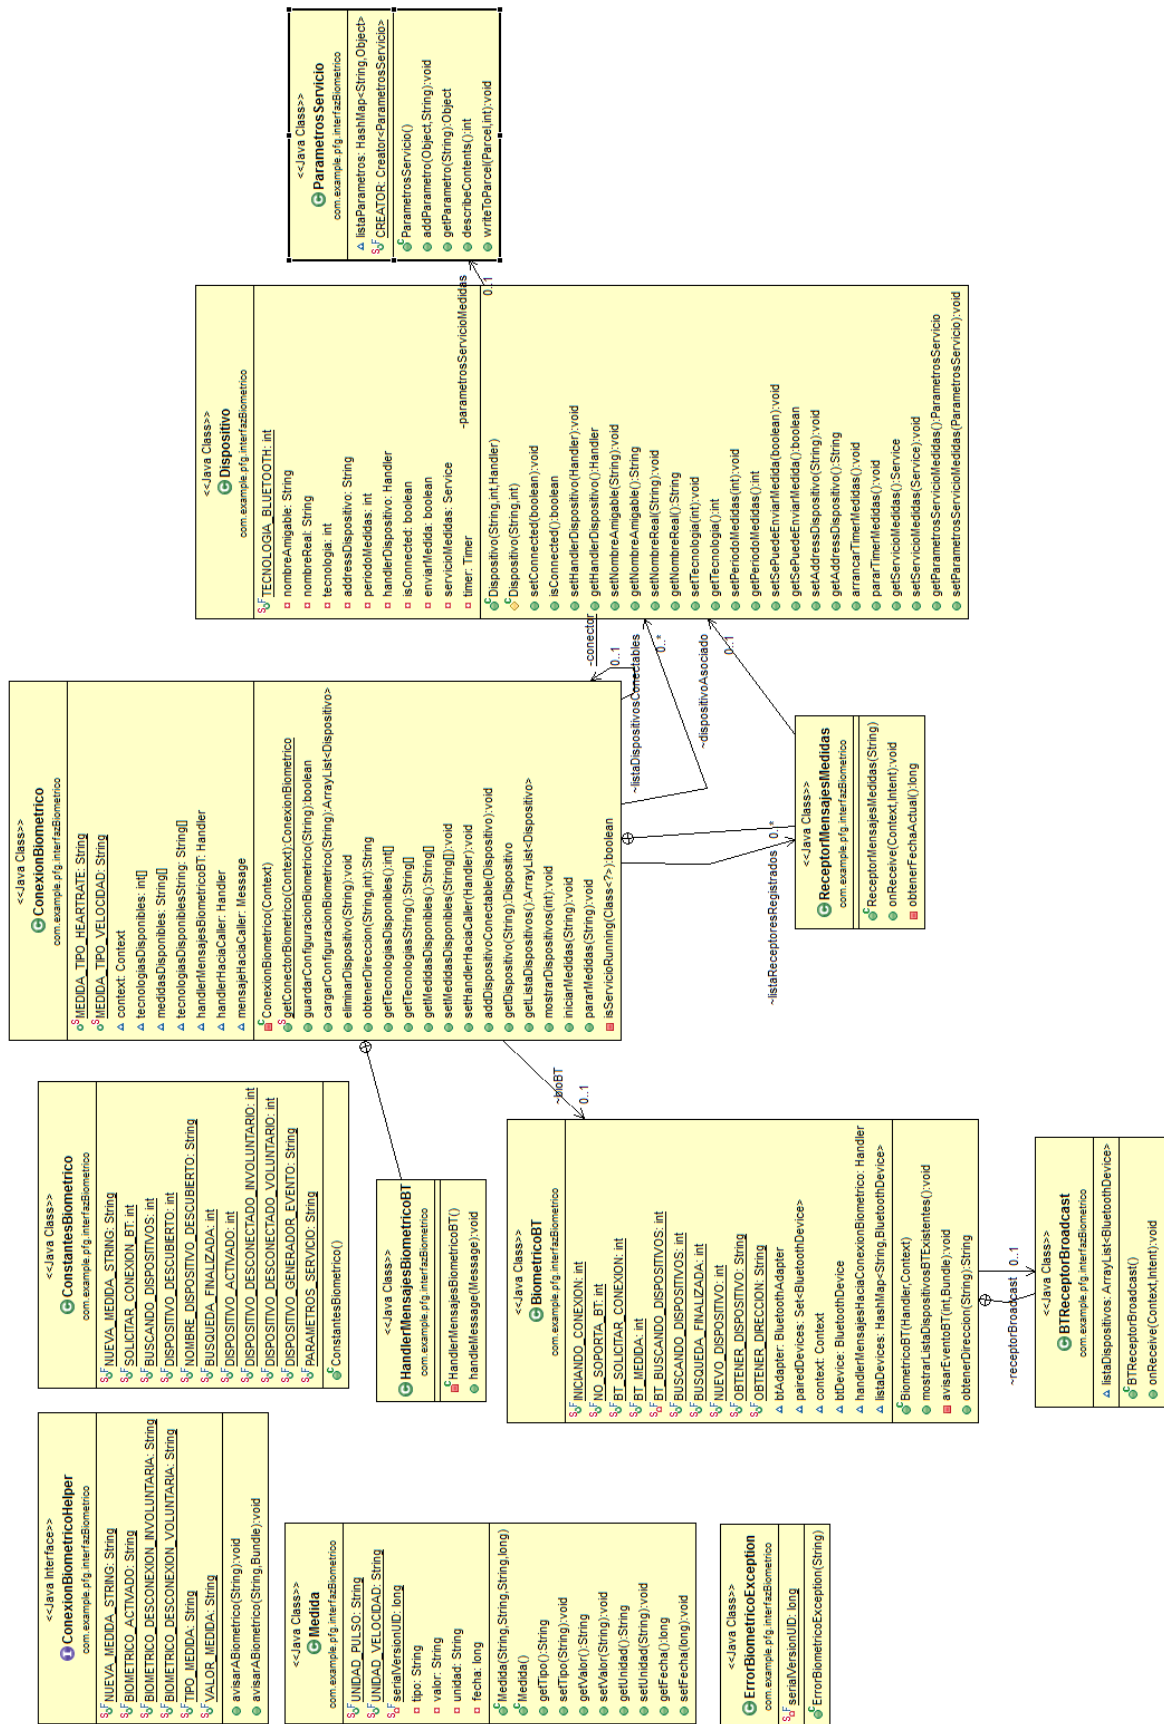 <<Java Interface>>
ConexionBiometricoHelper
com.example.pfg.interfazBiometrico
NUEVA_MEDIDA_STRING: String
BIOMETRICO_ACTIVADO: String
BIOMETRICO_DESCONEXION_INVOLUNTARIA: String
BIOMETRICO_DESCONEXION_VOLUNTARIA: String
TIPO_MEDIDA: String
VALOR_MEDIDA: String
avisarABiometrico(String):void
avisarABiometrico(String,Bundle):void
<<Java Class>>
Medida
com.example.pfg.interfazBiometrico
UNIDAD_PULSO: String
UNIDAD_VELOCIDAD: String
serialVersionUID: long
tipo: String
valor: String
unidad: String
fecha: long
Medida(String,String,String,long)
Medida()
getTipo():String
setTipo(String):void
getValor():String
setValor(String):void
getUnidad():String
setUnidad(String):void
getFecha():long
setFecha(long):void
<<Java Class>>
ErrorBiometricoException
com.example.pfg.interfazBiometrico
serialVersionUID: long
ErrorBiometricoException(String)
<<Java Class>>
ConstantesBiometrico
com.example.pfg.interfazBiometrico
NUEVA_MEDIDA_STRING: String
SOLICITAR_CONEXION_BT: int
BUSCANDO_DISPOSITIVOS: int
DISPOSITIVO_DESCUBIERTO: int
NOMBRE_DISPOSITIVO_DESCUBIERTO: String
BUSQUEDA_FINALIZADA: int
DISPOSITIVO_ACTIVADO: int
DISPOSITIVO_DESCONECTADO_INVOLUNTARIO: int
DISPOSITIVO_DESCONECTADO_VOLUNTARIO: int
DISPOSITIVO_GENERADOR_EVENTO: String
PARAMETROS_SERVICIO: String
ConstantesBiometrico()
<<Java Class>>
HandlerMensajesBiometricoBT
com.example.pfg.interfazBiometrico
HandlerMensajesBiometricoBT()
handleMessage(Message):void
<<Java Class>>
BiometricoBT
com.example.pfg.interfazBiometrico
INICIANDO_CONEXION: int
NO_SOPORTA_BT: int
BT_SOLICITAR_CONEXION: int
BT_MEDIDA: int
BT_BUSCANDO_DISPOSITIVOS: int
BUSCANDO_DISPOSITIVOS: int
BUSQUEDA_FINALIZADA: int
NUEVO_DISPOSITIVO: int
OBTENER_DISPOSITIVO: String
OBTENER_DIRECCION: String
btAdapter: BluetoothAdapter
pairedDevices: Set<BluetoothDevice>
context: Context
btDevice: BluetoothDevice
handlerMensajesHaciaConexionBiometrico: Handler
listaDevices: HashMap<String,BluetoothDevice>
BiometricoBT(Handler,Context)
mostrarListaDispositivosBTExistentes():void
avisarEventoBT(int,Bundle):void
obtenerDireccion(String):String
~receptorBroadcast
0..1
<<Java Class>>
BTReceptorBroadcast
com.example.pfg.interfazBiometrico
listaDispositivos: ArrayList<BluetoothDevice>
BTReceptorBroadcast()
onReceive(Context,Intent):void
<<Java Class>>
ConexionBiometrico
com.example.pfg.interfazBiometrico
MEDIDA_TIPO_HEARTRATE: String
MEDIDA_TIPO_VELOCIDAD: String
context: Context
tecnologiasDisponibles: int[]
medidasDisponibles: String[]
tecnologiasDisponiblesString: String[]
handlerMensajesBiometricoBT: Handler
handlerHaciaCaller: Handler
mensajeHaciaCaller: Message
ConexionBiometrico(Context)
getConectorBiometrico(Context):ConexionBiometrico
guardarConfiguracionBiometrico(String):boolean
cargarConfiguracionBiometrico(String):ArrayList<Dispositivo>
eliminarDispositivo(String):void
obtenerDireccion(String,int):String
getTecnologiasDisponibles():int[]
getTecnologiasString():String[]
getMedidasDisponibles():String[]
setMedidasDisponibles(String[]):void
setHandlerHaciaCaller(Handler):void
addDispositivoConectable(Dispositivo):void
getDispositivo(String):Dispositivo
getListaDispositivos():ArrayList<Dispositivo>
mostrarDispositivos(int):void
iniciarMedidas(String):void
pararMedidas(String):void
isServicioRunning(Class<?>):boolean
~bioBT
0..1
-conector
0..1
~listaDispositivosConectables
0..*
~dispositivoAsociado
0..1
~listaReceptoresRegistrados
0..*
<<Java Class>>
ReceptorMensajesMedidas
com.example.pfg.interfazBiometrico
ReceptorMensajesMedidas(String)
onReceive(Context,Intent):void
obtenerFechaActual():long
<<Java Class>>
Dispositivo
com.example.pfg.interfazBiometrico
TECNOLOGIA_BLUETOOTH: int
nombreAmigable: String
nombreReal: String
tecnologia: int
addressDispositivo: String
periodoMedidas: int
handlerDispositivo: Handler
isConnected: boolean
enviarMedida: boolean
servicioMedidas: Service
timer: Timer
Dispositivo(String,int,Handler)
Dispositivo(String,int)
setConnected(boolean):void
isConnected():boolean
setHandlerDispositivo(Handler):void
getHandlerDispositivo():Handler
setNombreAmigable(String):void
getNombreAmigable():String
setNombreReal(String):void
getNombreReal():String
setTecnologia(int):void
getTecnologia():int
setPeriodoMedidas(int):void
getPeriodoMedidas():int
setSePuedeEnviarMedida(boolean):void
getSePuedeEnviarMedida():boolean
setAddressDispositivo(String):void
getAddressDispositivo():String
arrancarTimerMedidas():void
pararTimerMedidas():void
getServicioMedidas():Service
setServicioMedidas(Service):void
getParametrosServicioMedidas():ParametrosServicio
setParametrosServicioMedidas(ParametrosServicio):void
-parametrosServicioMedidas
0..1
<<Java Class>>
ParametrosServicio
com.example.pfg.interfazBiometrico
listaParametros: HashMap<String,Object>
CREATOR: Creator<ParametrosServicio>
ParametrosServicio()
addParametro(Object,String):void
getParametro(String):Object
describeContents():int
writeToParcel(Parcel,int):void